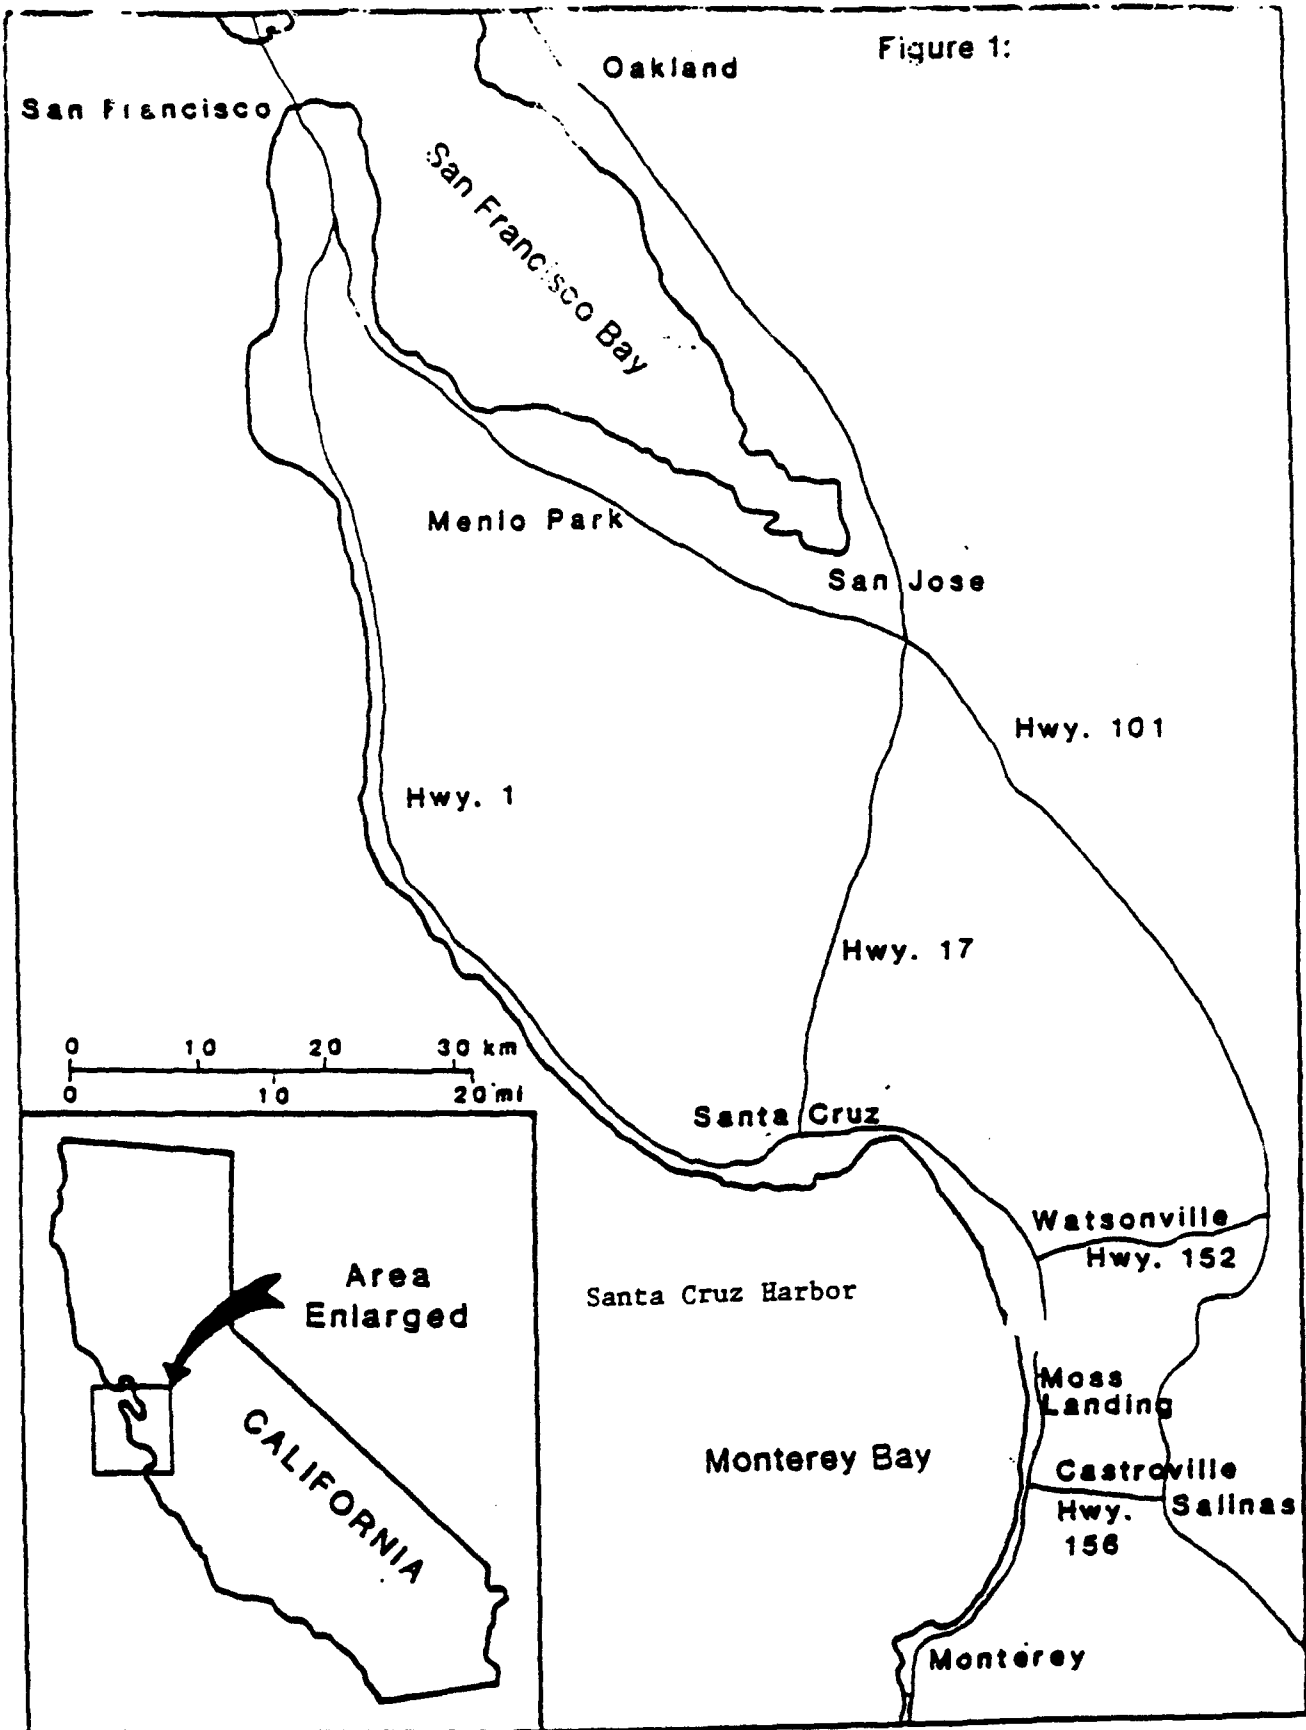 Figure 1:
Oakland
San Francisco
San Francisco Bay
Menlo Park
San Jose
Hwy. 101
Hwy. 1
Hwy. 17
0 10 20 30 km
0 10 20 mi
Santa Cruz
Watsonville
Hwy. 152
Area
Enlarged
Santa Cruz Harbor
Moss
Landing
CALIFORNIA
Monterey Bay
Castroville
Salinas
Hwy.
156
Monterey